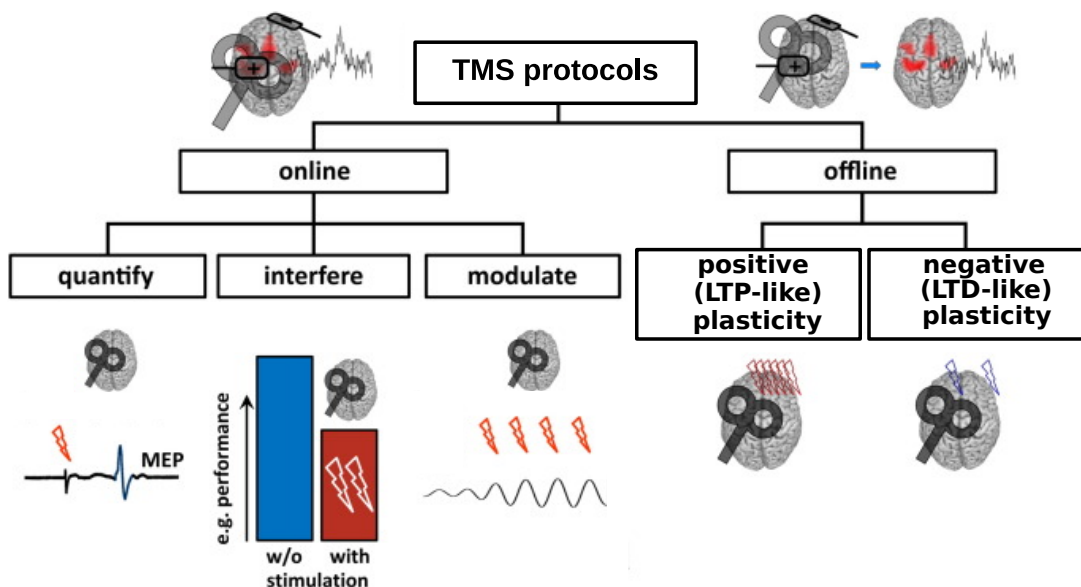 TMS protocols
online
offline
quantify
interfere
modulate
positive
(LTP-like)
plasticity
negative
(LTD-like)
plasticity
MEP
e.g. performance
w/o with
stimulation